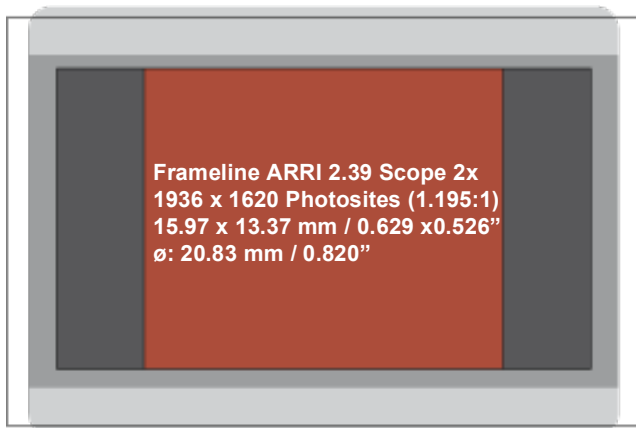 Frameline ARRI 2.39 Scope 2x
1936 x 1620 Photosites (1.195:1)
15.97 x 13.37 mm / 0.629 x0.526”
ø: 20.83 mm / 0.820”